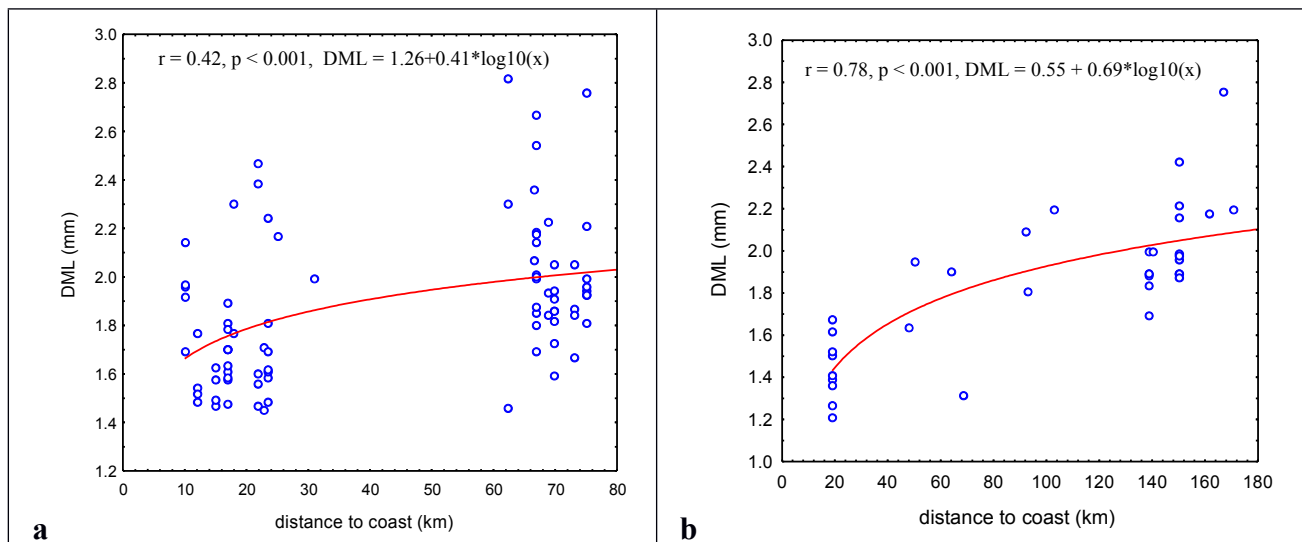 r = 0.42, p < 0.001, DML = 1.26+0.41*log10(x)
3.0
2.8
2.6
2.4
2.2
2.0
1.8
1.6
1.4
1.2
DML (mm)
0 10 20 30 40 50 60 70 80
distance to coast (km)
a
r = 0.78, p < 0.001, DML = 0.55 + 0.69*log10(x)
3.0
2.8
2.6
2.4
2.2
2.0
1.8
1.6
1.4
1.2
1.0
DML (mm)
0 20 40 60 80 100 120 140 160 180
distance to coast (km)
b